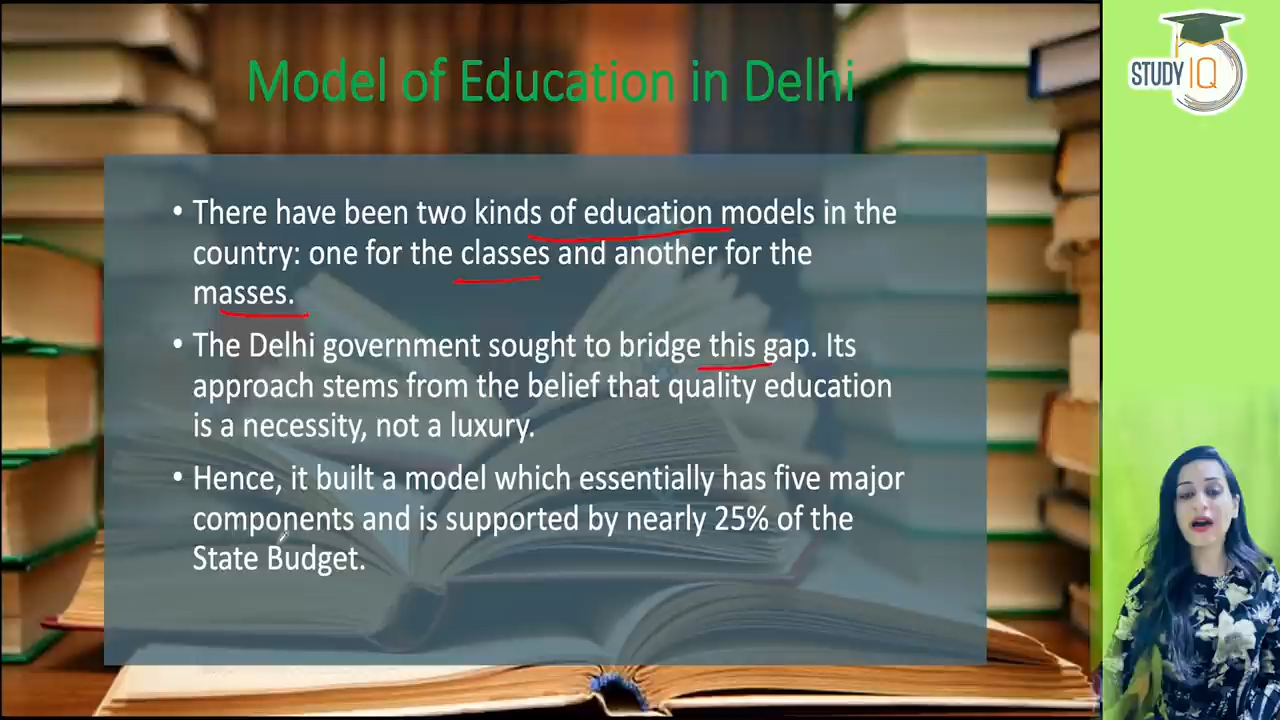 Model of Education in Delhi
STUDY IQ
• There have been two kinds of education models in the
country: one for the classes and another for the
masses.
• The Delhi government sought to bridge this gap. Its
approach stems from the belief that quality education
is a necessity, not a luxury.
• Hence, it built a model which essentially has five major
components and is supported by nearly 25% of the
State Budget.